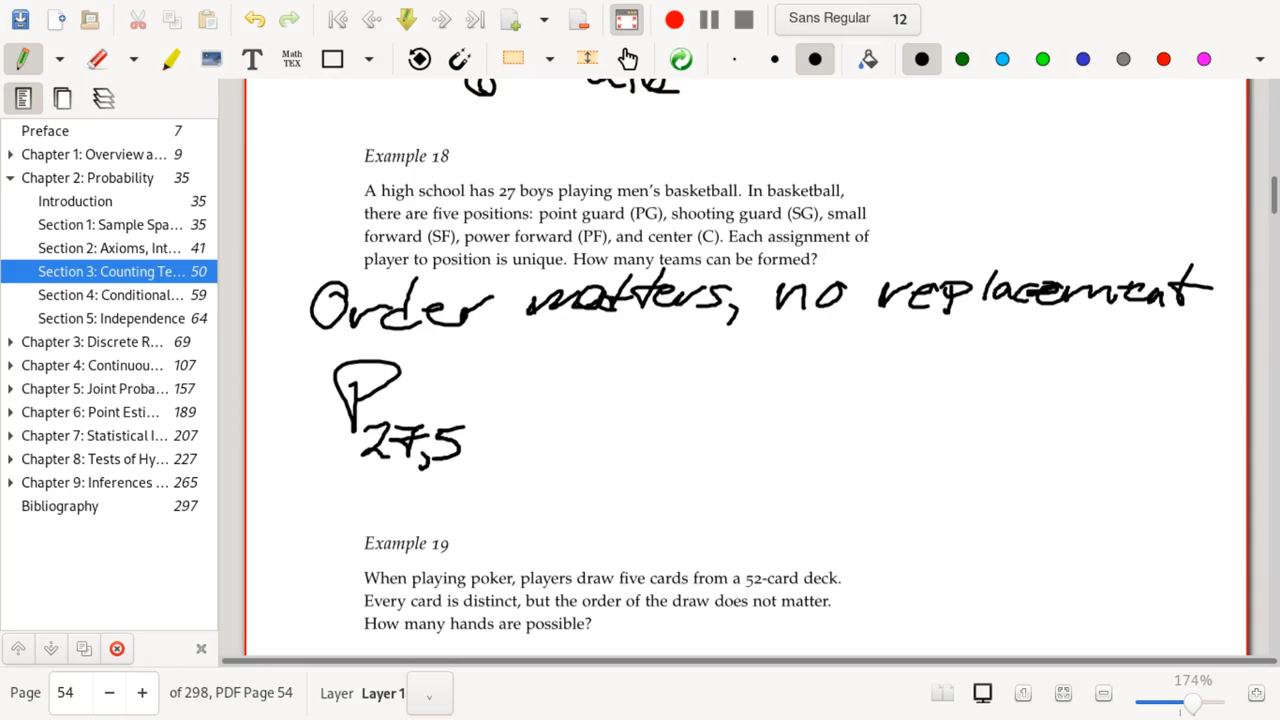 Sans Regular 12
T Math TEX
Preface 7
Chapter 1: Overview a... 9
Chapter 2: Probability 35
Introduction 35
Section 1: Sample Spa... 35
Section 2: Axioms, Int... 41
Section 3: Counting Te... 50
Section 4: Conditional... 59
Section 5: Independence 64
Chapter 3: Discrete R... 69
Chapter 4: Continuou... 107
Chapter 5: Joint Proba... 157
Chapter 6: Point Esti... 189
Chapter 7: Statistical I... 207
Chapter 8: Tests of Hy... 227
Chapter 9: Inferences ... 265
Bibliography 297
Example 18
A high school has 27 boys playing men's basketball. In basketball,
there are five positions: point guard (PG), shooting guard (SG), small
forward (SF), power forward (PF), and center (C). Each assignment of
player to position is unique. How many teams can be formed?
Order matters, no replacement
P27,5
Example 19
When playing poker, players draw five cards from a 52-card deck.
Every card is distinct, but the order of the draw does not matter.
How many hands are possible?
Page 54 of 298, PDF Page 54 Layer Layer 1 174%